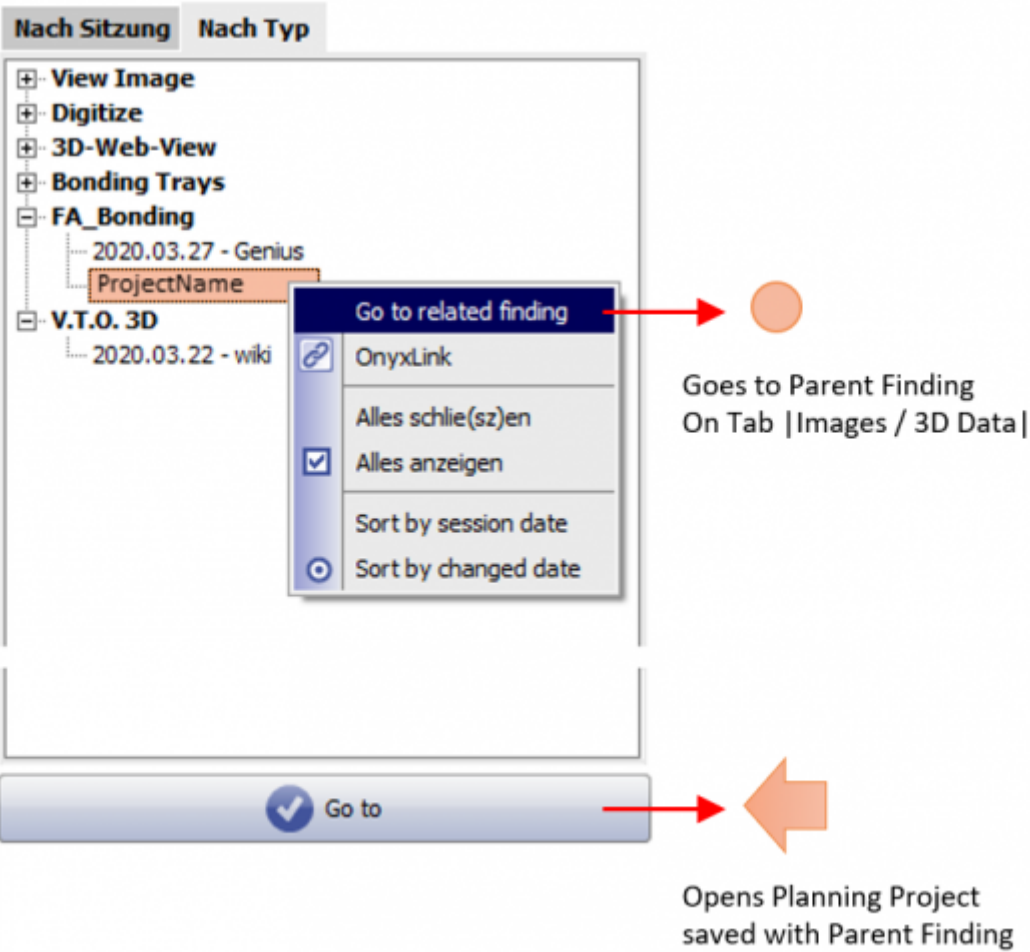 Nach Sitzung Nach Typ
View Image
Digitize
3D-Web-View
Bonding Trays
FA_Bonding
2020.03.27 - Genius
ProjectName
V.T.O. 3D
2020.03.22 - wiki
Go to related finding
OnyxLink
Alles schlie(sz)en
Alles anzeigen
Sort by session date
Sort by changed date
Goes to Parent Finding
On Tab |Images / 3D Data|
Go to
Opens Planning Project
saved with Parent Finding